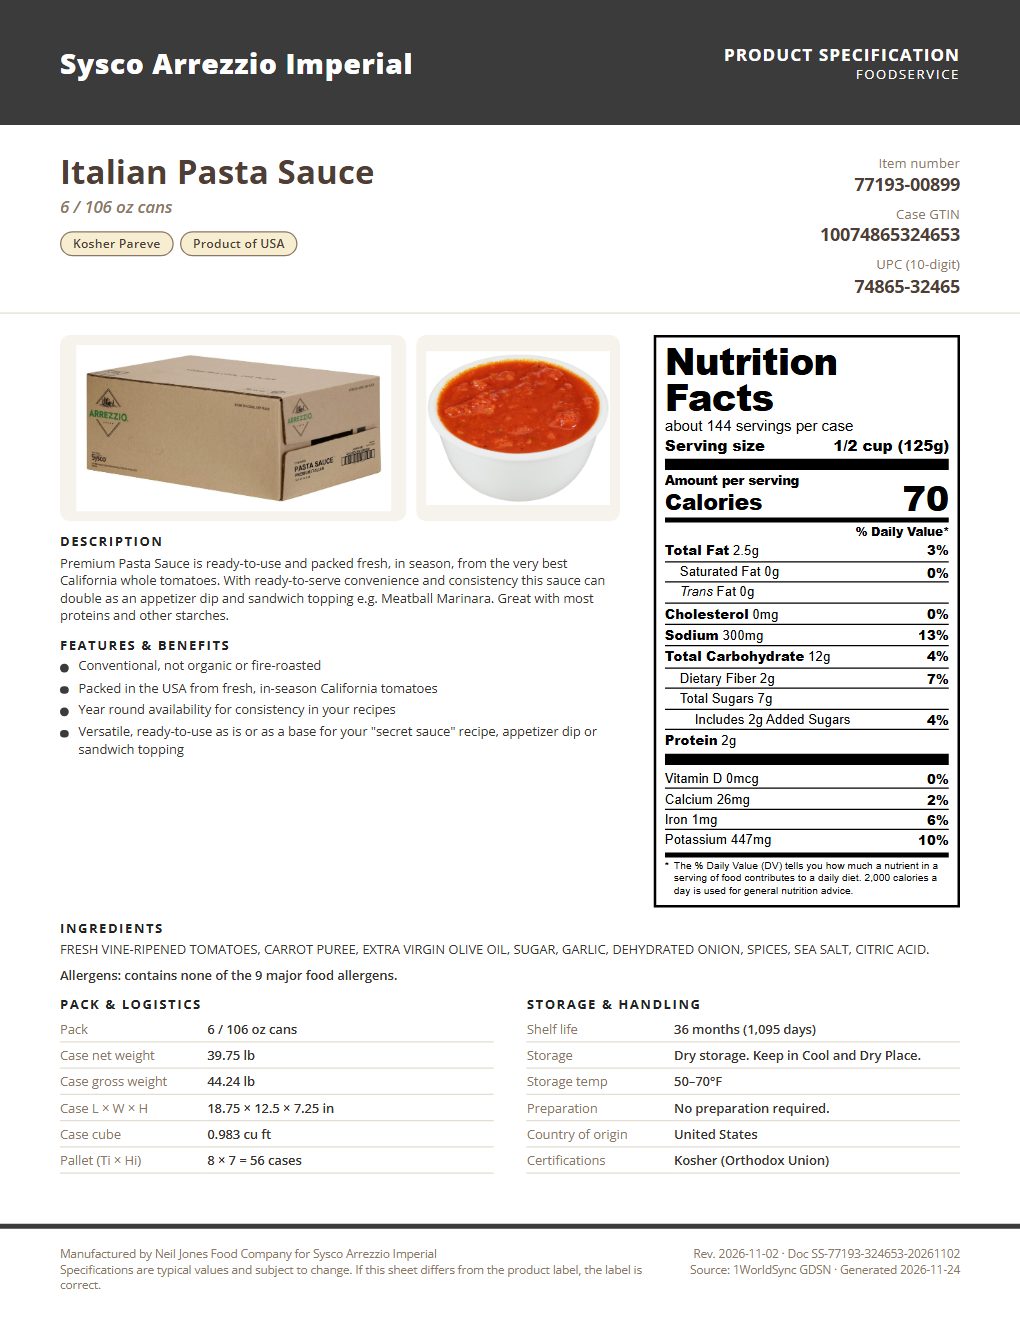 Sysco Arrezzio Imperial
PRODUCT SPECIFICATION
FOODSERVICE
Italian Pasta Sauce
6 / 106 oz cans
Kosher Pareve
Product of USA
Item number
77193-00899
Case GTIN
10074865324653
UPC (10-digit)
74865-32465
ARREZZIO
ARREZZIO
Sysco
PASTA SAUCE
DESCRIPTION
Premium Pasta Sauce is ready-to-use and packed fresh, in season, from the very best
California whole tomatoes. With ready-to-serve convenience and consistency this sauce can
double as an appetizer dip and sandwich topping e.g. Meatball Marinara. Great with most
proteins and other starches.
FEATURES & BENEFITS
● Conventional, not organic or fire-roasted
● Packed in the USA from fresh, in-season California tomatoes
● Year round availability for consistency in your recipes
● Versatile, ready-to-use as is or as a base for your "secret sauce" recipe, appetizer dip or
sandwich topping
Nutrition
Facts
about 144 servings per case
Serving size 1/2 cup (125g)
Amount per serving
Calories 70
% Daily Value*
Total Fat 2.5g 3%
Saturated Fat 0g 0%
Trans Fat 0g
Cholesterol 0mg 0%
Sodium 300mg 13%
Total Carbohydrate 12g 4%
Dietary Fiber 2g 7%
Total Sugars 7g
Includes 2g Added Sugars 4%
Protein 2g
Vitamin D 0mcg 0%
Calcium 26mg 2%
Iron 1mg 6%
Potassium 447mg 10%
* The % Daily Value (DV) tells you how much a nutrient in a
serving of food contributes to a daily diet. 2,000 calories a
day is used for general nutrition advice.
INGREDIENTS
FRESH VINE-RIPENED TOMATOES, CARROT PUREE, EXTRA VIRGIN OLIVE OIL, SUGAR, GARLIC, DEHYDRATED ONION, SPICES, SEA SALT, CITRIC ACID.
Allergens: contains none of the 9 major food allergens.
PACK & LOGISTICS
Pack 6 / 106 oz cans
Case net weight 39.75 lb
Case gross weight 44.24 lb
Case L × W × H 18.75 × 12.5 × 7.25 in
Case cube 0.983 cu ft
Pallet (Ti × Hi) 8 × 7 = 56 cases
STORAGE & HANDLING
Shelf life 36 months (1,095 days)
Storage Dry storage. Keep in Cool and Dry Place.
Storage temp 50–70°F
Preparation No preparation required.
Country of origin United States
Certifications Kosher (Orthodox Union)
Manufactured by Neil Jones Food Company for Sysco Arrezzio Imperial
Specifications are typical values and subject to change. If this sheet differs from the product label, the label is
correct.
Rev. 2026-11-02 · Doc SS-77193-324653-20261102
Source: 1WorldSync GDSN · Generated 2026-11-24